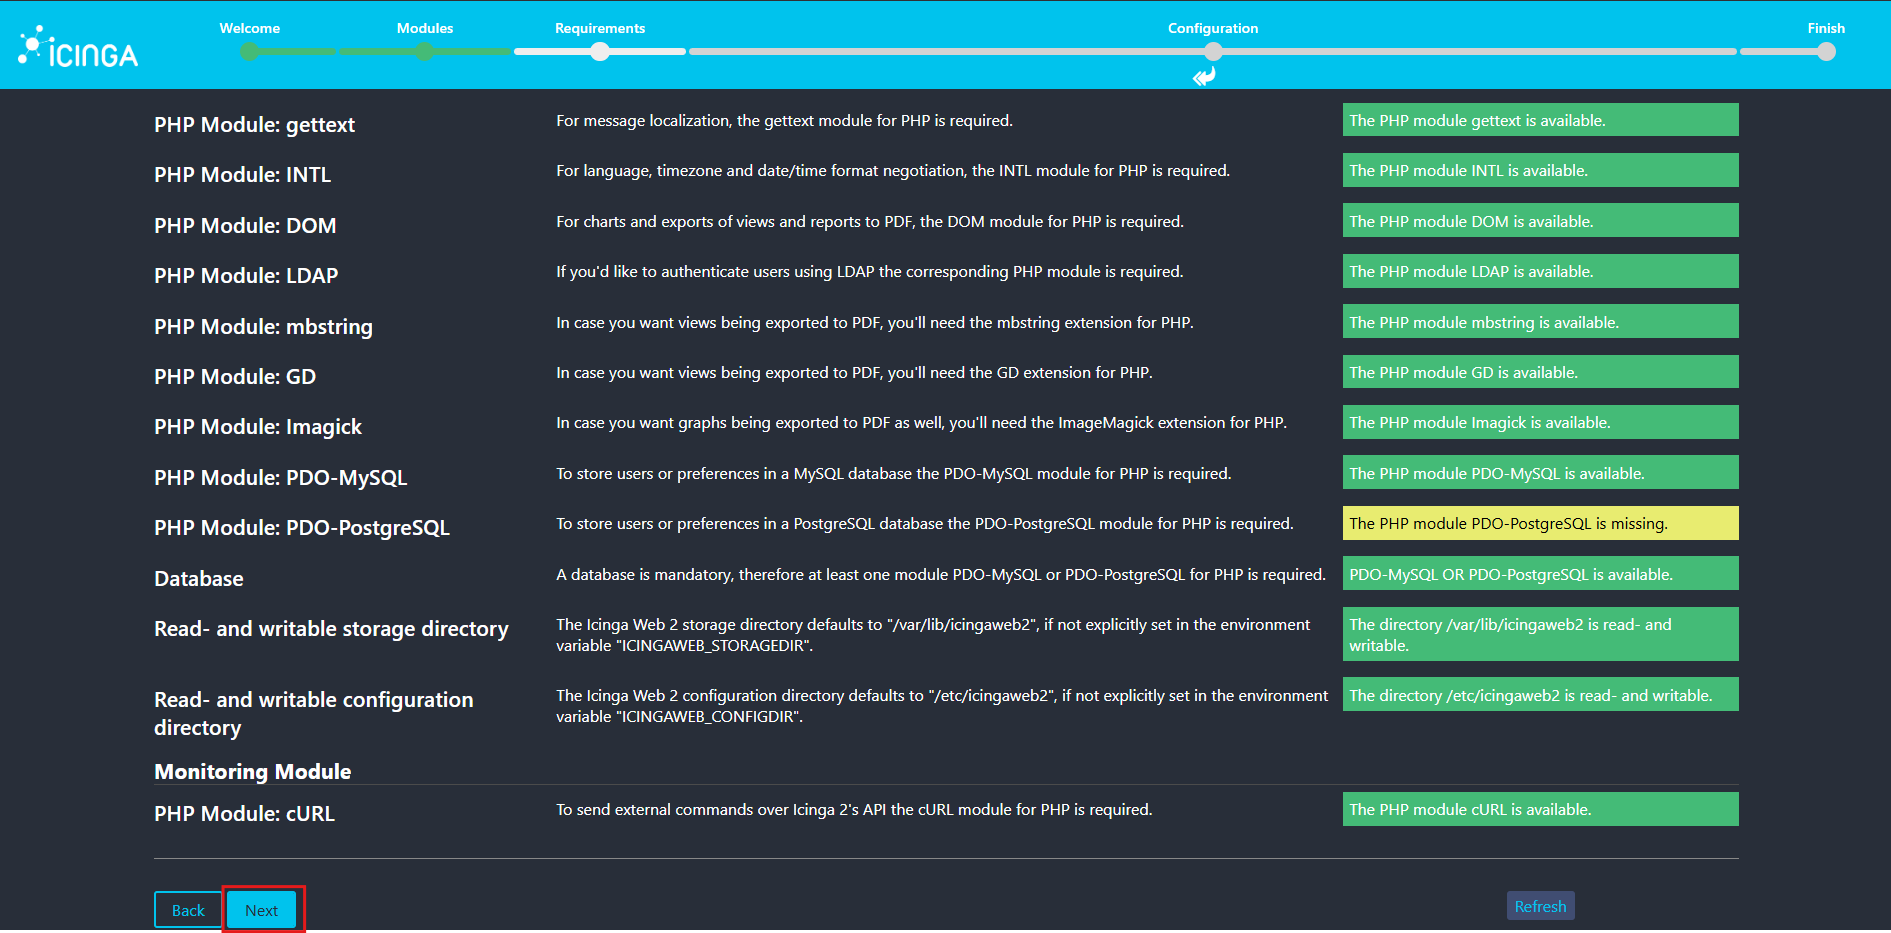 Welcome
Modules
Requirements
Configuration
Finish
ICINGA
PHP Module: gettext
For message localization, the gettext module for PHP is required.
The PHP module gettext is available.
PHP Module: INTL
For language, timezone and date/time format negotiation, the INTL module for PHP is required.
The PHP module INTL is available.
PHP Module: DOM
For charts and exports of views and reports to PDF, the DOM module for PHP is required.
The PHP module DOM is available.
PHP Module: LDAP
If you'd like to authenticate users using LDAP the corresponding PHP module is required.
The PHP module LDAP is available.
PHP Module: mbstring
In case you want views being exported to PDF, you'll need the mbstring extension for PHP.
The PHP module mbstring is available.
PHP Module: GD
In case you want views being exported to PDF, you'll need the GD extension for PHP.
The PHP module GD is available.
PHP Module: Imagick
In case you want graphs being exported to PDF as well, you'll need the ImageMagick extension for PHP.
The PHP module Imagick is available.
PHP Module: PDO-MySQL
To store users or preferences in a MySQL database the PDO-MySQL module for PHP is required.
The PHP module PDO-MySQL is available.
PHP Module: PDO-PostgreSQL
To store users or preferences in a PostgreSQL database the PDO-PostgreSQL module for PHP is required.
The PHP module PDO-PostgreSQL is missing.
Database
A database is mandatory, therefore at least one module PDO-MySQL or PDO-PostgreSQL for PHP is required.
PDO-MySQL OR PDO-PostgreSQL is available.
Read- and writable storage directory
The Icinga Web 2 storage directory defaults to "/var/lib/icingaweb2", if not explicitly set in the environment
variable "ICINGAWEB_STORAGEDIR".
The directory /var/lib/icingaweb2 is read- and
writable.
Read- and writable configuration
directory
The Icinga Web 2 configuration directory defaults to "/etc/icingaweb2", if not explicitly set in the environment
variable "ICINGAWEB_CONFIGDIR".
The directory /etc/icingaweb2 is read- and writable.
Monitoring Module
PHP Module: cURL
To send external commands over Icinga 2's API the cURL module for PHP is required.
The PHP module cURL is available.
Back
Next
Refresh